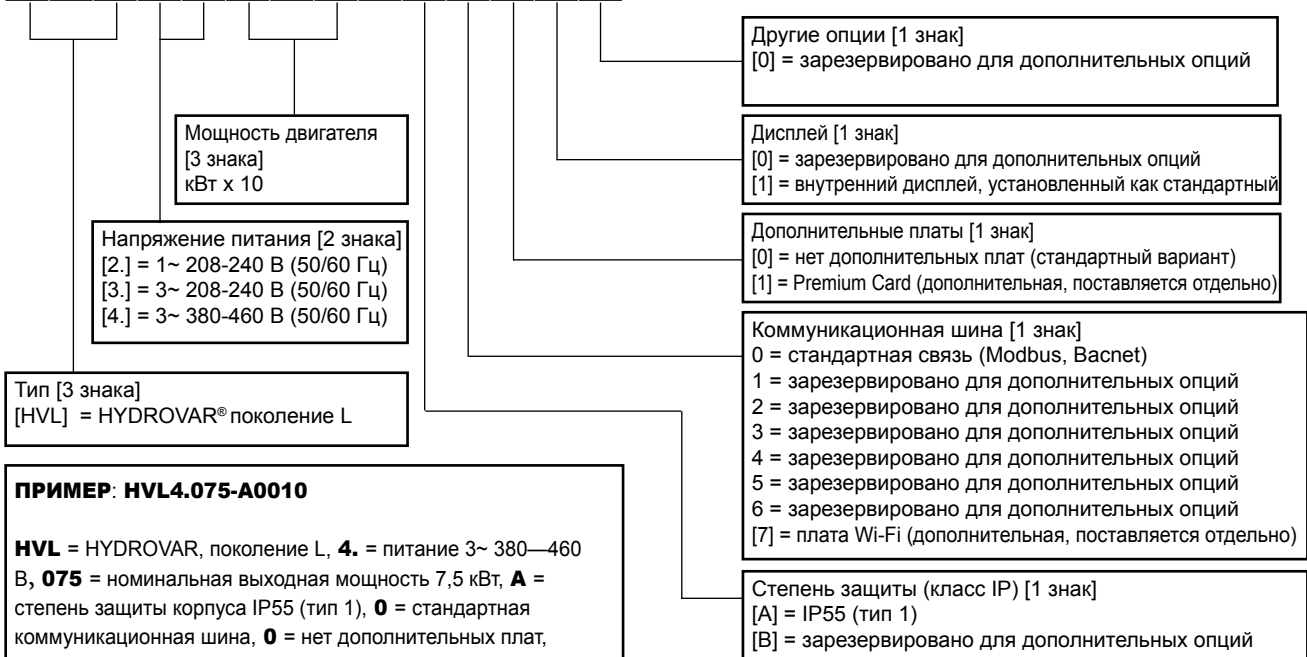 Другие опции [1 знак]
[0] = зарезервировано для дополнительных опций
Мощность двигателя
[3 знака]
кВт x 10
Дисплей [1 знак]
[0] = зарезервировано для дополнительных опций
[1] = внутренний дисплей, установленный как стандартный
Напряжение питания [2 знака]
[2.] = 1~ 208-240 В (50/60 Гц)
[3.] = 3~ 208-240 В (50/60 Гц)
[4.] = 3~ 380-460 В (50/60 Гц)
Дополнительные платы [1 знак]
[0] = нет дополнительных плат (стандартный вариант)
[1] = Premium Card (дополнительная, поставляется отдельно)
Тип [3 знака]
[HVL] = HYDROVAR® поколение L
Коммуникационная шина [1 знак]
0 = стандартная связь (Modbus, Bacnet)
1 = зарезервировано для дополнительных опций
2 = зарезервировано для дополнительных опций
3 = зарезервировано для дополнительных опций
4 = зарезервировано для дополнительных опций
5 = зарезервировано для дополнительных опций
6 = зарезервировано для дополнительных опций
[7] = плата Wi-Fi (дополнительная, поставляется отдельно)
ПРИМЕР: HVL4.075-A0010
HVL = HYDROVAR, поколение L, 4. = питание 3~ 380—460
В, 075 = номинальная выходная мощность 7,5 кВт, A =
степень защиты корпуса IP55 (тип 1), 0 = стандартная
коммуникационная шина, 0 = нет дополнительных плат,
Степень защиты (класс IP) [1 знак]
[A] = IP55 (тип 1)
[B] = зарезервировано для дополнительных опций